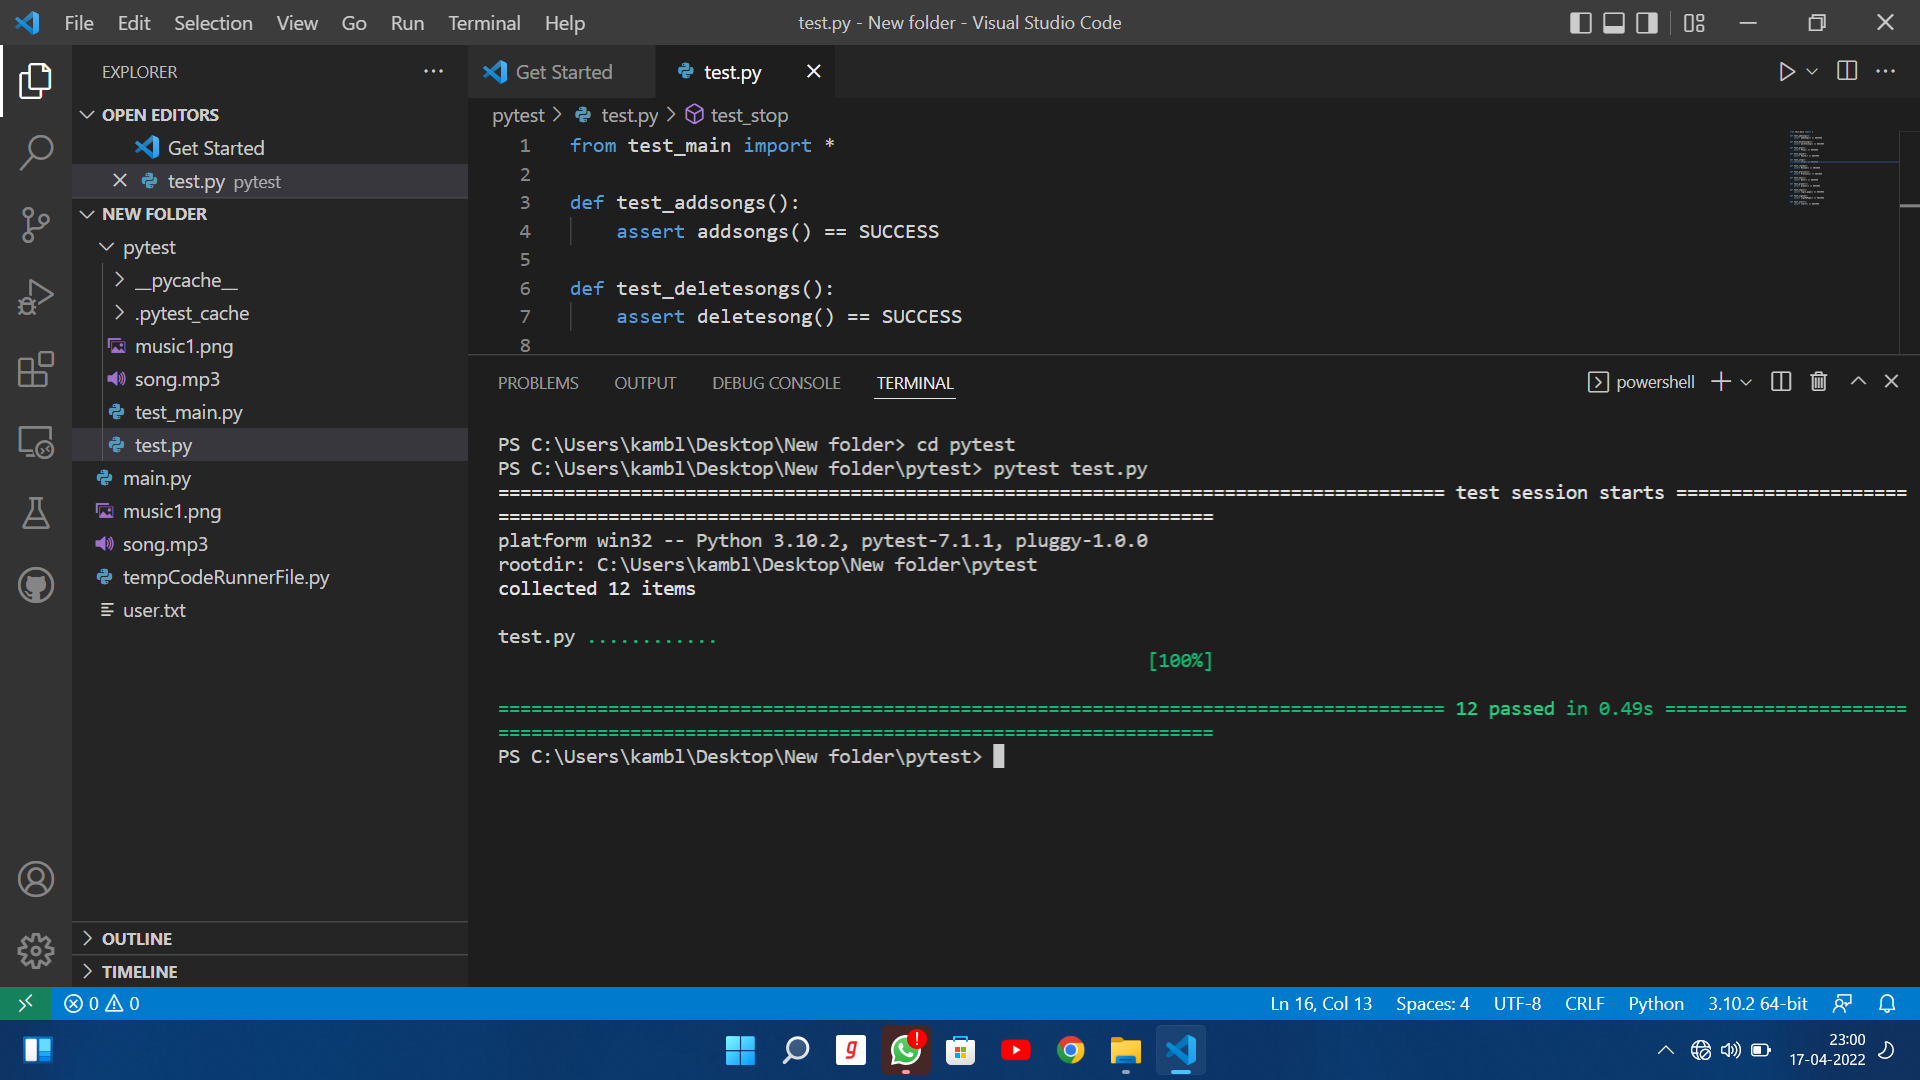 File Edit Selection View Go Run Terminal Help
test.py - New folder - Visual Studio Code
EXPLORER
OPEN EDITORS
Get Started
test.py pytest
NEW FOLDER
pytest
__pycache__
.pytest_cache
music1.png
song.mp3
test_main.py
test.py
main.py
music1.png
song.mp3
tempCodeRunnerFile.py
user.txt
OUTLINE
TIMELINE
Get Started
test.py
pytest > test.py > test_stop
1 from test_main import *
2
3 def test_addsongs():
4     assert addsongs() == SUCCESS
5
6 def test_deletesongs():
7     assert deletesong() == SUCCESS
8
PROBLEMS OUTPUT DEBUG CONSOLE TERMINAL
powershell
PS C:\Users\kambl\Desktop\New folder> cd pytest
PS C:\Users\kambl\Desktop\New folder\pytest> pytest test.py
====================================================================================== test session starts ======================
=================================================================
platform win32 -- Python 3.10.2, pytest-7.1.1, pluggy-1.0.0
rootdir: C:\Users\kambl\Desktop\New folder\pytest
collected 12 items
test.py ............
[100%]
====================================================================================== 12 passed in 0.49s ======================
=================================================================
PS C:\Users\kambl\Desktop\New folder\pytest>
0 0
Ln 16, Col 13 Spaces: 4 UTF-8 CRLF Python 3.10.2 64-bit
g
!
23:00
17-04-2022